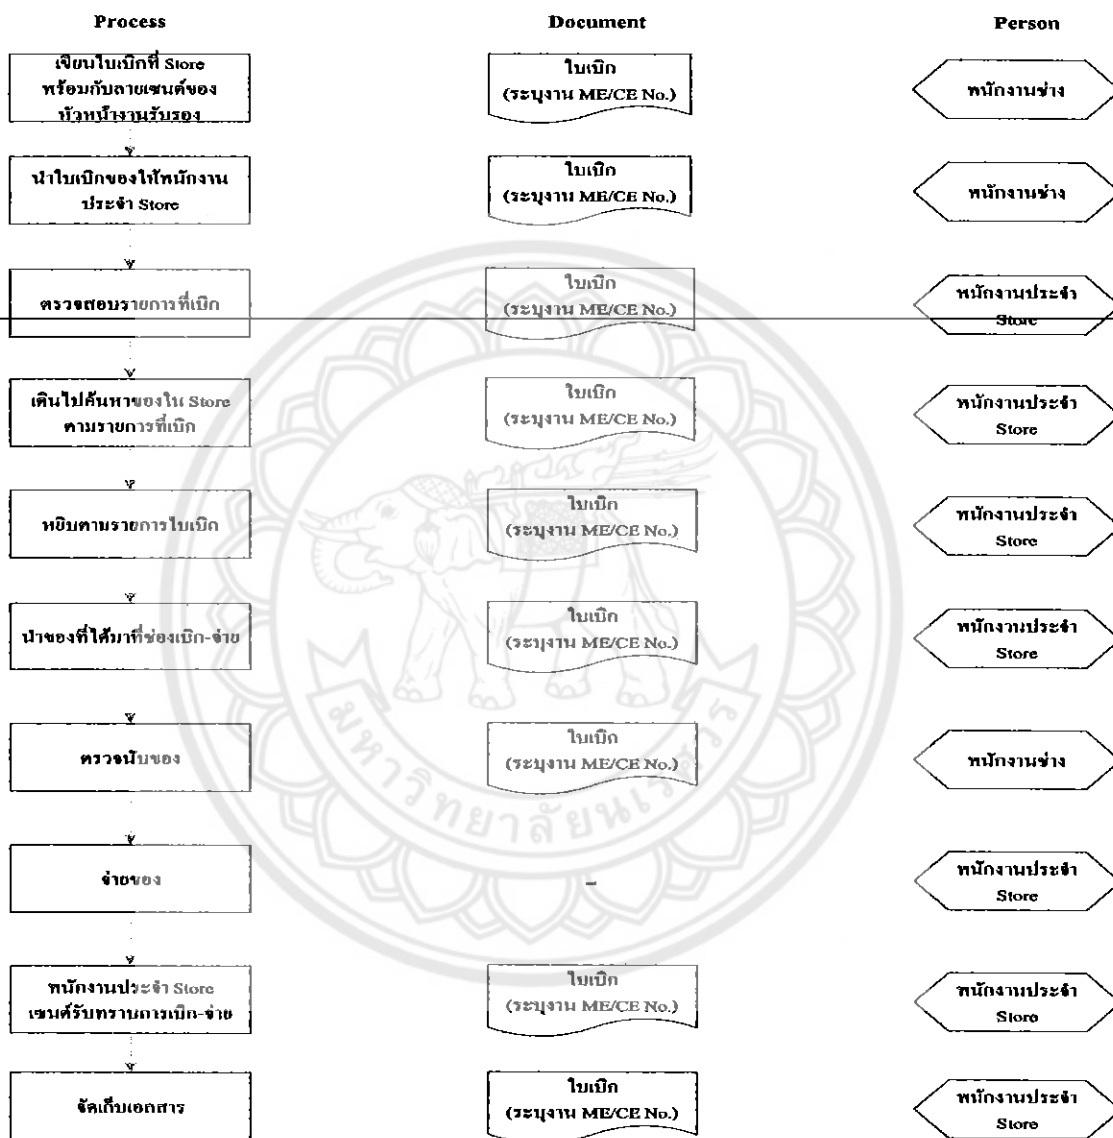 Process
Document
Person
เขียนใบเบิกที่ Store
พร้อมกับลายเซนต์ของ
หัวหน้างานรับรอง
ใบเบิก
(ระบุงาน ME/CE No.)
พนักงานช่าง
นำใบเบิกของให้พนักงาน
ประจำ Store
ใบเบิก
(ระบุงาน ME/CE No.)
พนักงานช่าง
ตรวจสอบรายการที่เบิก
ใบเบิก
(ระบุงาน ME/CE No.)
พนักงานประจำ
Store
เดินไปค้นหาของใน Store
ตามรายการที่เบิก
ใบเบิก
(ระบุงาน ME/CE No.)
พนักงานประจำ
Store
หยิบตามรายการใบเบิก
ใบเบิก
(ระบุงาน ME/CE No.)
พนักงานประจำ
Store
นำของที่ได้มาที่ช่องเบิก-จ่าย
ใบเบิก
(ระบุงาน ME/CE No.)
พนักงานประจำ
Store
ตรวจนับของ
ใบเบิก
(ระบุงาน ME/CE No.)
พนักงานช่าง
จ่ายของ
-
พนักงานประจำ
Store
พนักงานประจำ Store
เซนต์รับทราบการเบิก-จ่าย
ใบเบิก
(ระบุงาน ME/CE No.)
พนักงานประจำ
Store
จัดเก็บเอกสาร
ใบเบิก
(ระบุงาน ME/CE No.)
พนักงานประจำ
Store
มหาวิทยาลัยนเรศวร